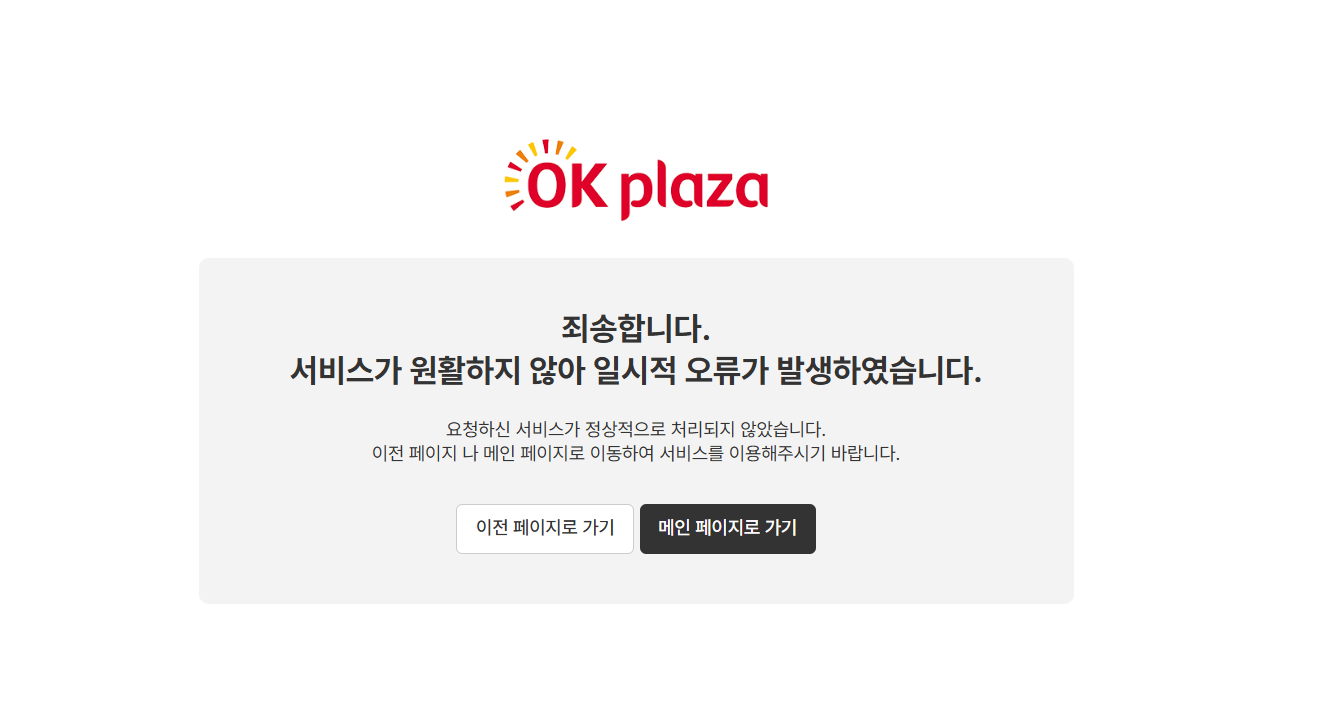 OK plaza
죄송합니다.
서비스가 원활하지 않아 일시적 오류가 발생하였습니다.
요청하신 서비스가 정상적으로 처리되지 않았습니다.
이전 페이지 나 메인 페이지로 이동하여 서비스를 이용해주시기 바랍니다.
이전 페이지로 가기
메인 페이지로 가기